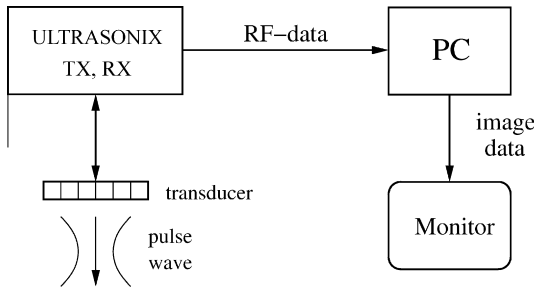 ULTRASONIX
TX, RX
RF-data
PC
image
data
transducer
Monitor
pulse
wave